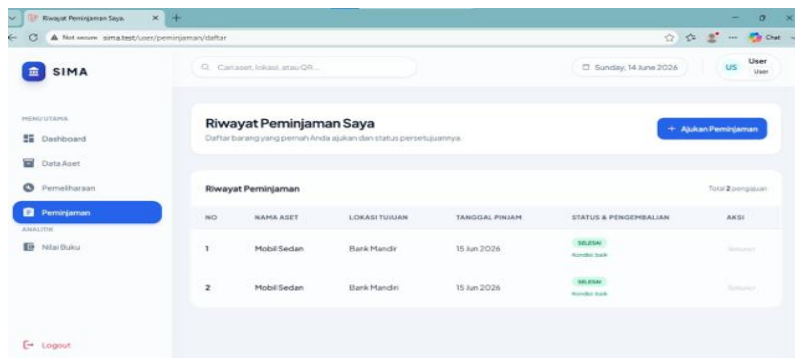 Riwayat Peminjaman Saya
Not secure sima.test/user/peminjaman/daftar
Chat
SIMA
Cari aset, lokasi, atau QR...
Sunday, 14 June 2026
US
User
User
MENU UTAMA
Dashboard
Data Aset
Pemeliharaan
Peminjaman
ANALITIK
Nilai Buku
Logout
Riwayat Peminjaman Saya
Daftar barang yang pernah Anda ajukan dan status persetujuannya.
+ Ajukan Peminjaman
Riwayat Peminjaman
Total 2 pengajuan
NO NAMA ASET LOKASI TUJUAN TANGGAL PINJAM STATUS & PENGEMBALIAN AKSI
1 Mobil Sedan Bank Mandir 15 Jun 2026 SELESAI
Kondisi: baik
2 Mobil Sedan Bank Mandiri 15 Jun 2026 SELESAI
Kondisi: baik